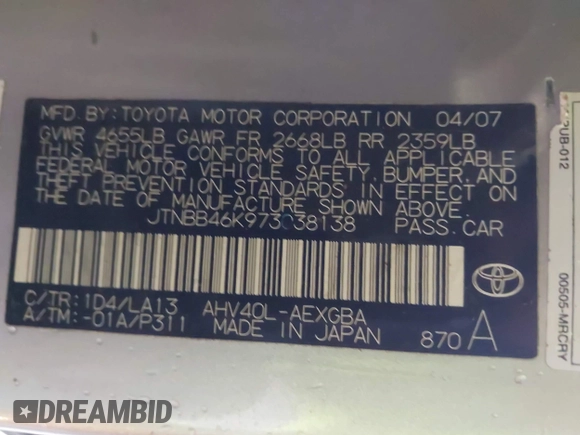 MFD.BY:TOYOTA MOTOR CORPORATION 04/07
GVWR 4655LB GAWR FR 2668LB RR 2359LB
THIS VEHICLE CONFORMS TO ALL APPLICABLE
FEDERAL MOTOR VEHICLE SAFETY,BUMPER,AND
THEFT PREVENTION STANDARDS IN EFFECT ON
THE DATE OF MANUFACTURE SHOWN ABOVE.
PASS.CAR
C/TR:1D4/LA13 AHV40L-AEXGBA
A/TM:-01A/P311 MADE IN JAPAN 870 A
00505-MRCRY
DREAMBID